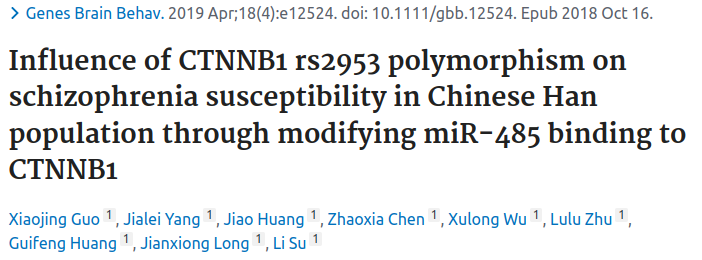 > Genes Brain Behav. 2019 Apr;18(4):e12524. doi: 10.1111/gbb.12524. Epub 2018 Oct 16.
Influence of CTNNB1 rs2953 polymorphism on
schizophrenia susceptibility in Chinese Han
population through modifying miR-485 binding to
CTNNB1
Xiaojing Guo 1, Jialei Yang 1, Jiao Huang 1, Zhaoxia Chen 1, Xulong Wu 1, Lulu Zhu 1,
Guifeng Huang 1, Jianxiong Long 1, Li Su 1